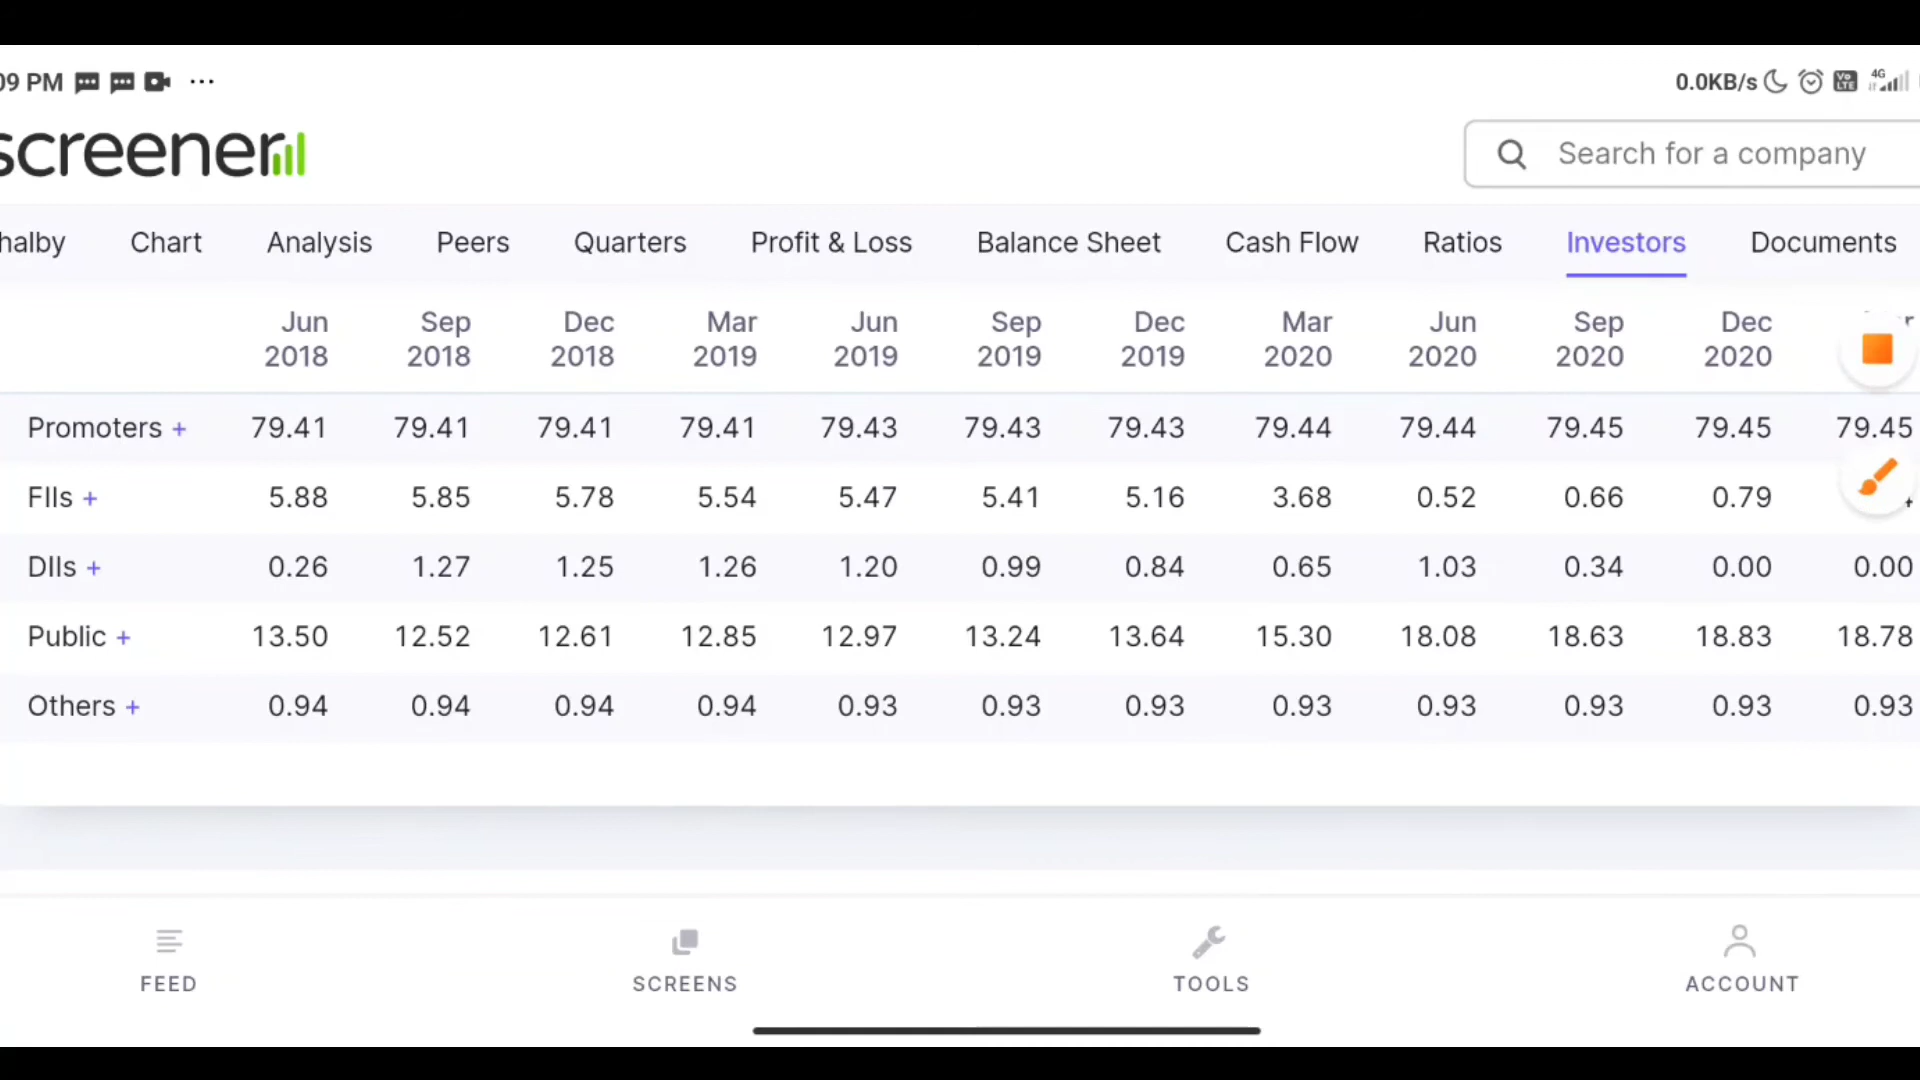 09 PM ... 0.0KB/s Vo LTE 4G
screener Search for a company
halby Chart Analysis Peers Quarters Profit & Loss Balance Sheet Cash Flow Ratios Investors Documents
Jun Sep Dec Mar Jun Sep Dec Mar Jun Sep Dec
2018 2018 2018 2019 2019 2019 2019 2020 2020 2020 2020
Promoters + 79.41 79.41 79.41 79.41 79.43 79.43 79.43 79.44 79.44 79.45 79.45 79.45
FIIs + 5.88 5.85 5.78 5.54 5.47 5.41 5.16 3.68 0.52 0.66 0.79
DIIs + 0.26 1.27 1.25 1.26 1.20 0.99 0.84 0.65 1.03 0.34 0.00 0.00
Public + 13.50 12.52 12.61 12.85 12.97 13.24 13.64 15.30 18.08 18.63 18.83 18.78
Others + 0.94 0.94 0.94 0.94 0.93 0.93 0.93 0.93 0.93 0.93 0.93 0.93
FEED SCREENS TOOLS ACCOUNT